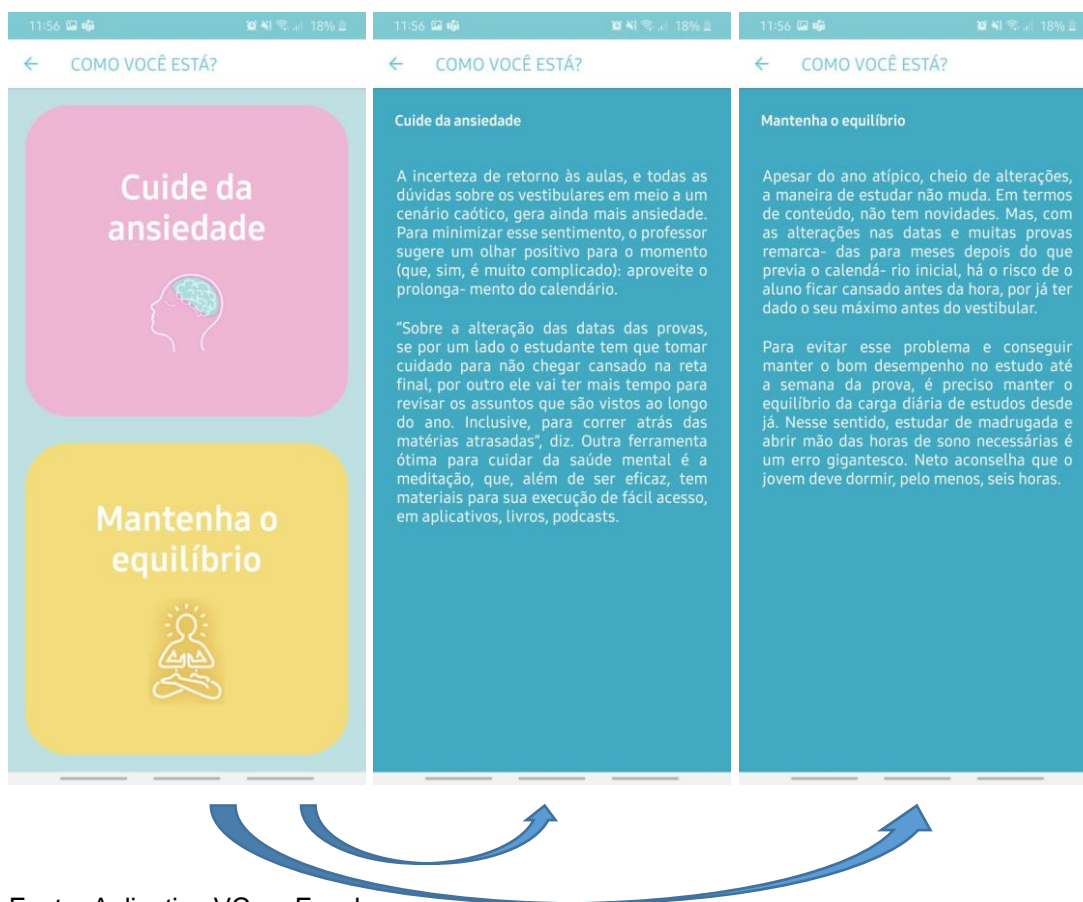 11:56 18%
COMO VOCÊ ESTÁ?
Cuide da
ansiedade
Mantenha o
equilíbrio
11:56 18%
COMO VOCÊ ESTÁ?
Cuide da ansiedade
A incerteza de retorno às aulas, e todas as
dúvidas sobre os vestibulares em meio a um
cenário caótico, gera ainda mais ansiedade.
Para minimizar esse sentimento, o professor
sugere um olhar positivo para o momento
(que, sim, é muito complicado): aproveite o
prolonga- mento do calendário.
"Sobre a alteração das datas das provas,
se por um lado o estudante tem que tomar
cuidado para não chegar cansado na reta
final, por outro ele vai ter mais tempo para
revisar os assuntos que são vistos ao longo
do ano. Inclusive, para correr atrás das
matérias atrasadas", diz. Outra ferramenta
ótima para cuidar da saúde mental é a
meditação, que, além de ser eficaz, tem
materiais para sua execução de fácil acesso,
em aplicativos, livros, podcasts.
11:56 18%
COMO VOCÊ ESTÁ?
Mantenha o equilíbrio
Apesar do ano atípico, cheio de alterações,
a maneira de estudar não muda. Em termos
de conteúdo, não tem novidades. Mas, com
as alterações nas datas e muitas provas
remarca- das para meses depois do que
previa o calendá- rio inicial, há o risco de o
aluno ficar cansado antes da hora, por já ter
dado o seu máximo antes do vestibular.
Para evitar esse problema e conseguir
manter o bom desempenho no estudo até
a semana da prova, é preciso manter o
equilíbrio da carga diária de estudos desde
já. Nesse sentido, estudar de madrugada e
abrir mão das horas de sono necessárias é
um erro gigantesco. Neto aconselha que o
jovem deve dormir, pelo menos, seis horas.